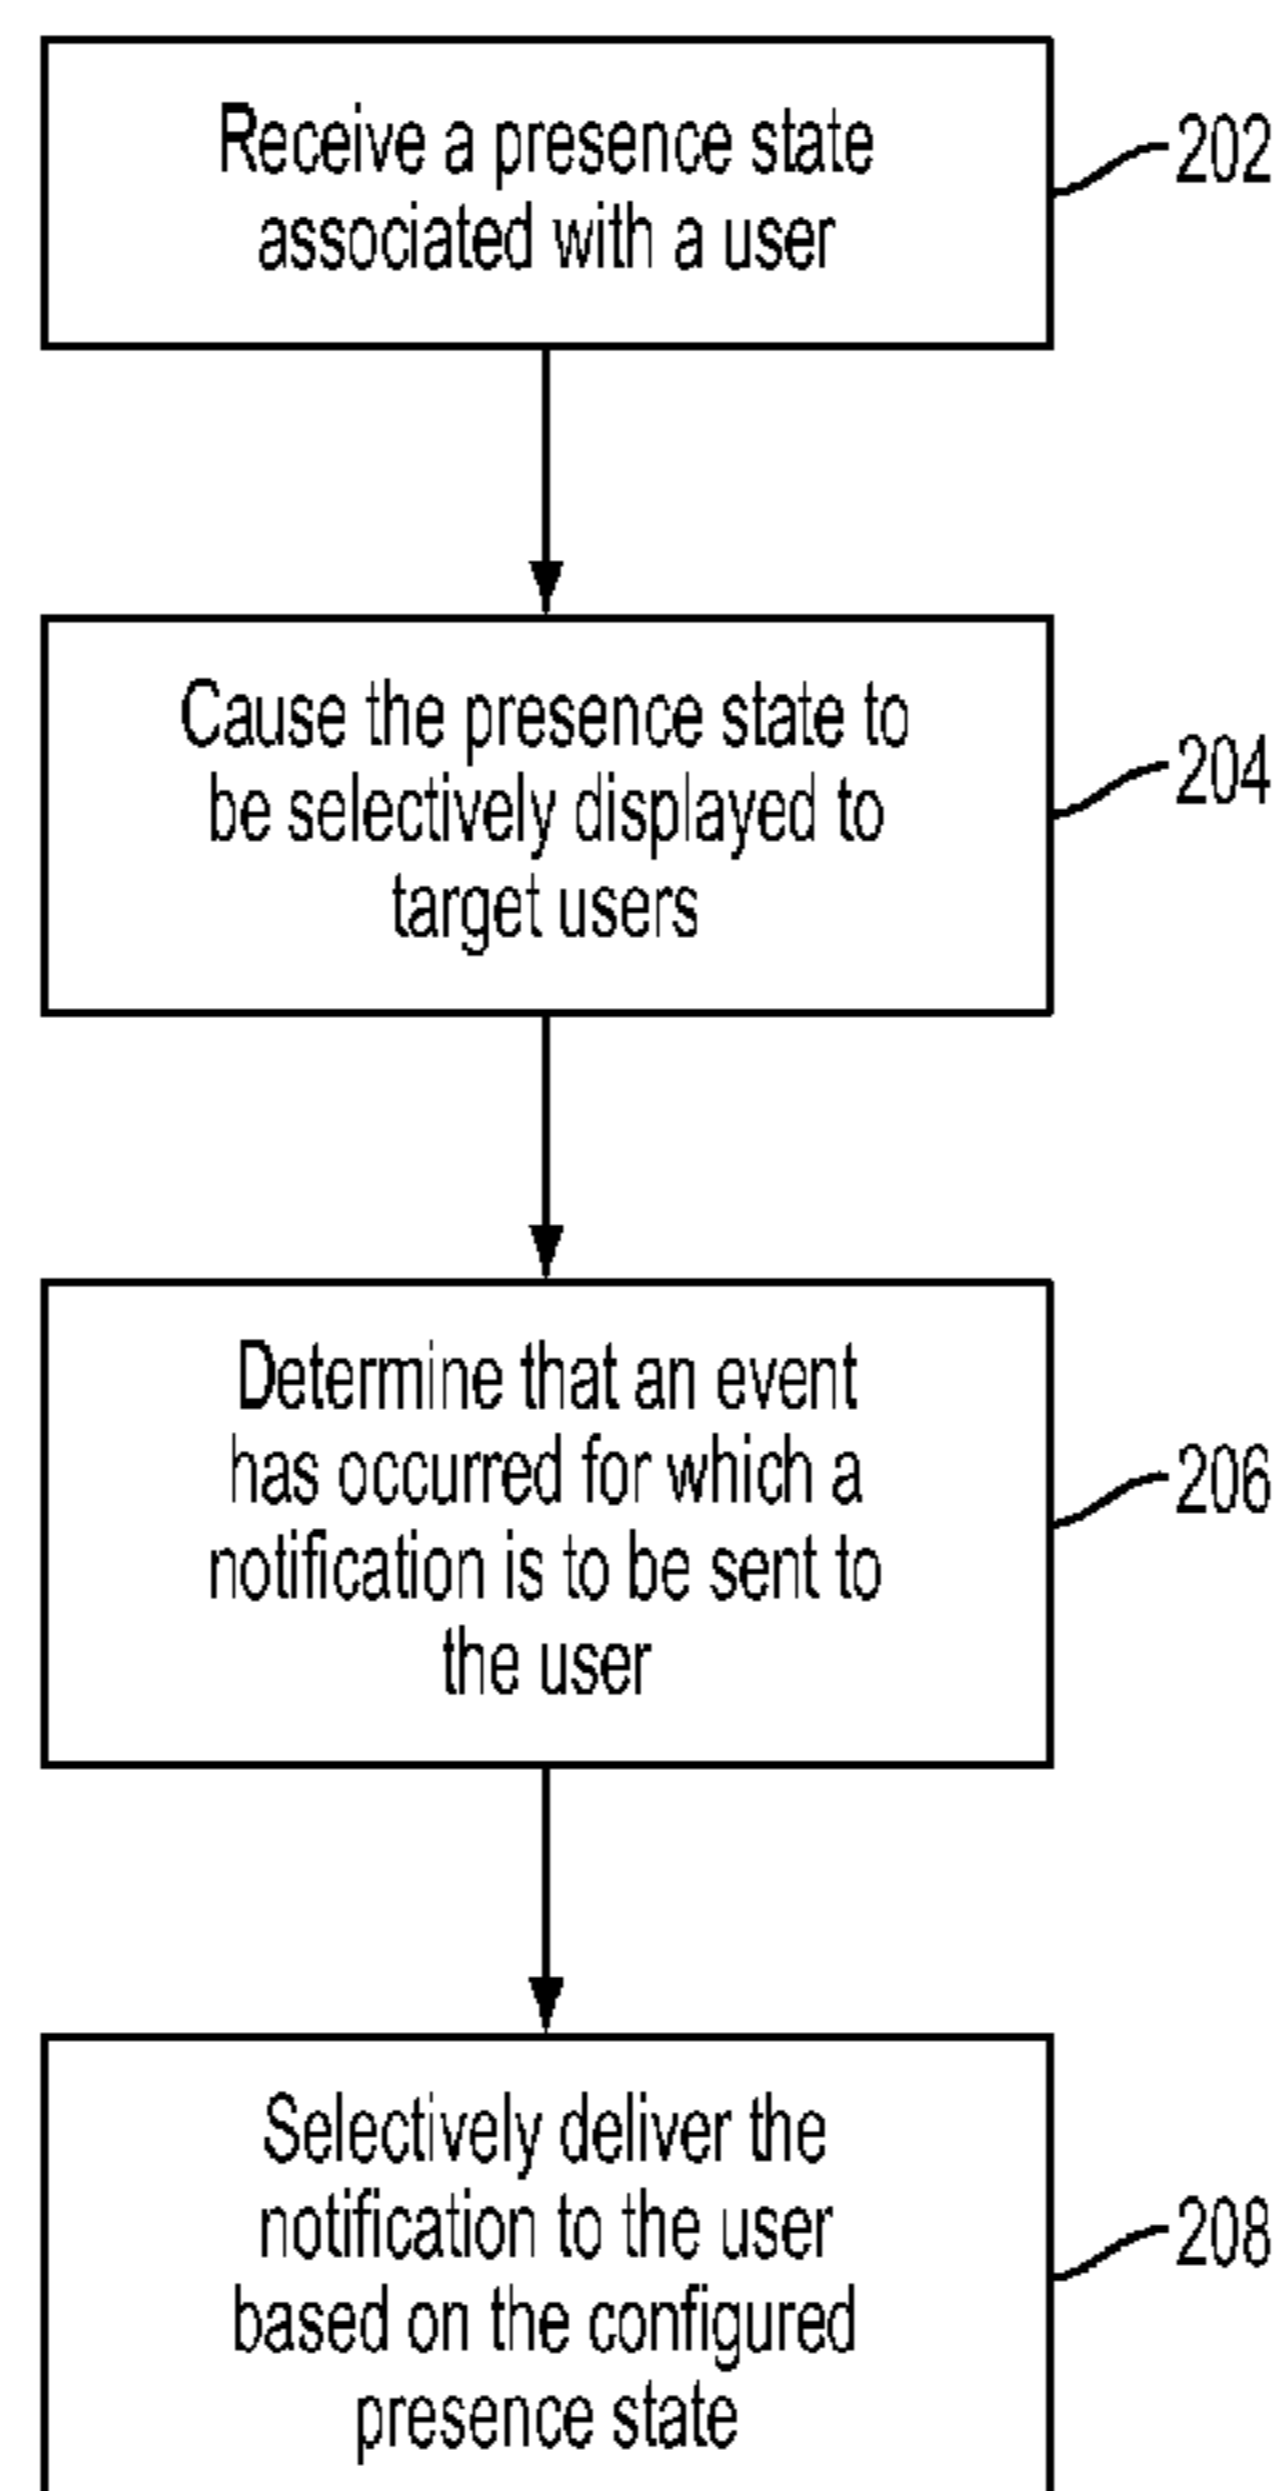 Receive a presence state
associated with a user
202
Cause the presence state to
be selectively displayed to
target users
204
Determine that an event
has occurred for which a
notification is to be sent to
the user
206
Selectively deliver the
notification to the user
based on the configured
presence state
208